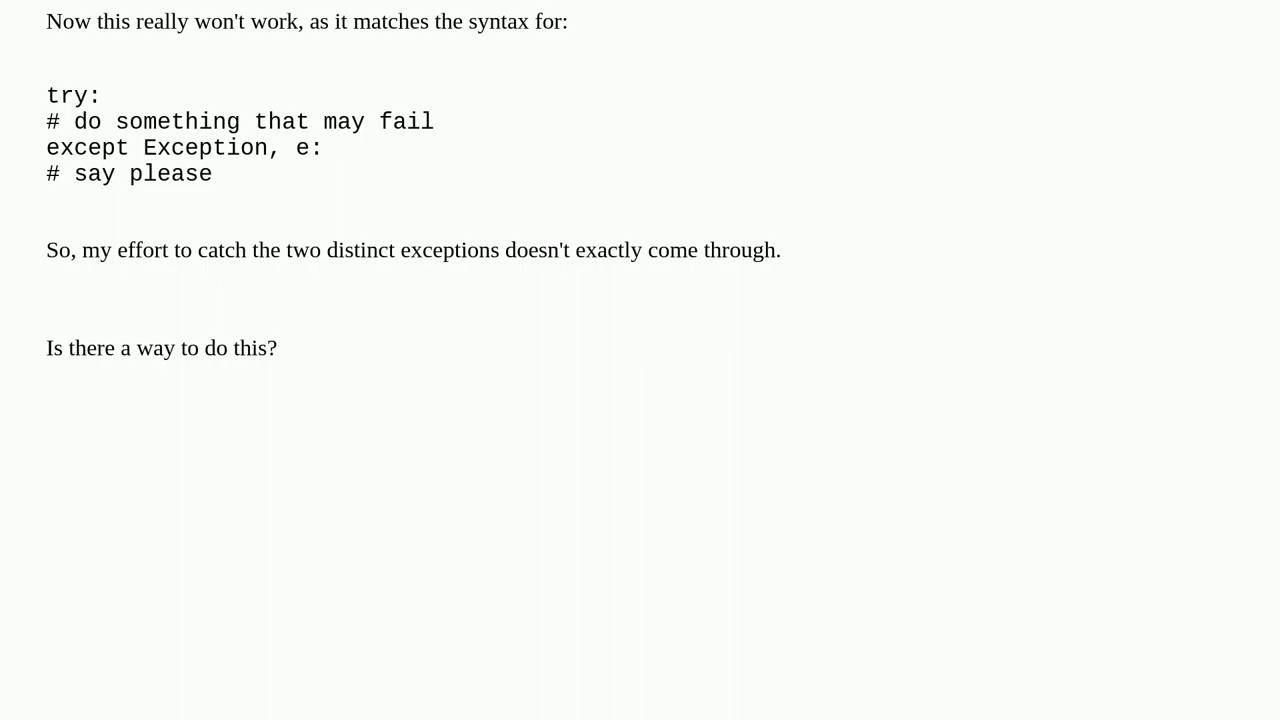 Now this really won't work, as it matches the syntax for:
try:
# do something that may fail
except Exception, e:
# say please
So, my effort to catch the two distinct exceptions doesn't exactly come through.
Is there a way to do this?